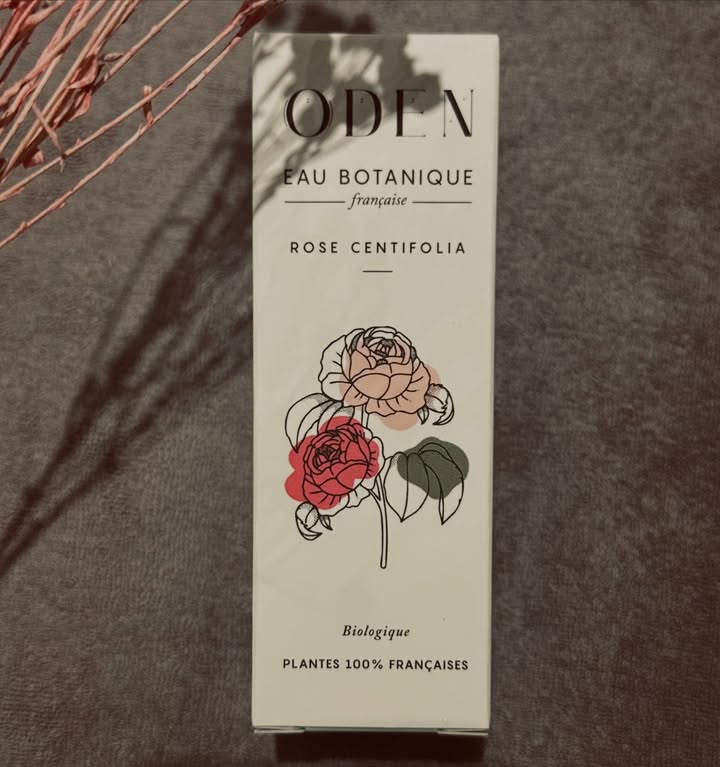 ODEN
EAU BOTANIQUE
française
ROSE CENTIFOLIA
Biologique
PLANTES 100% FRANÇAISES